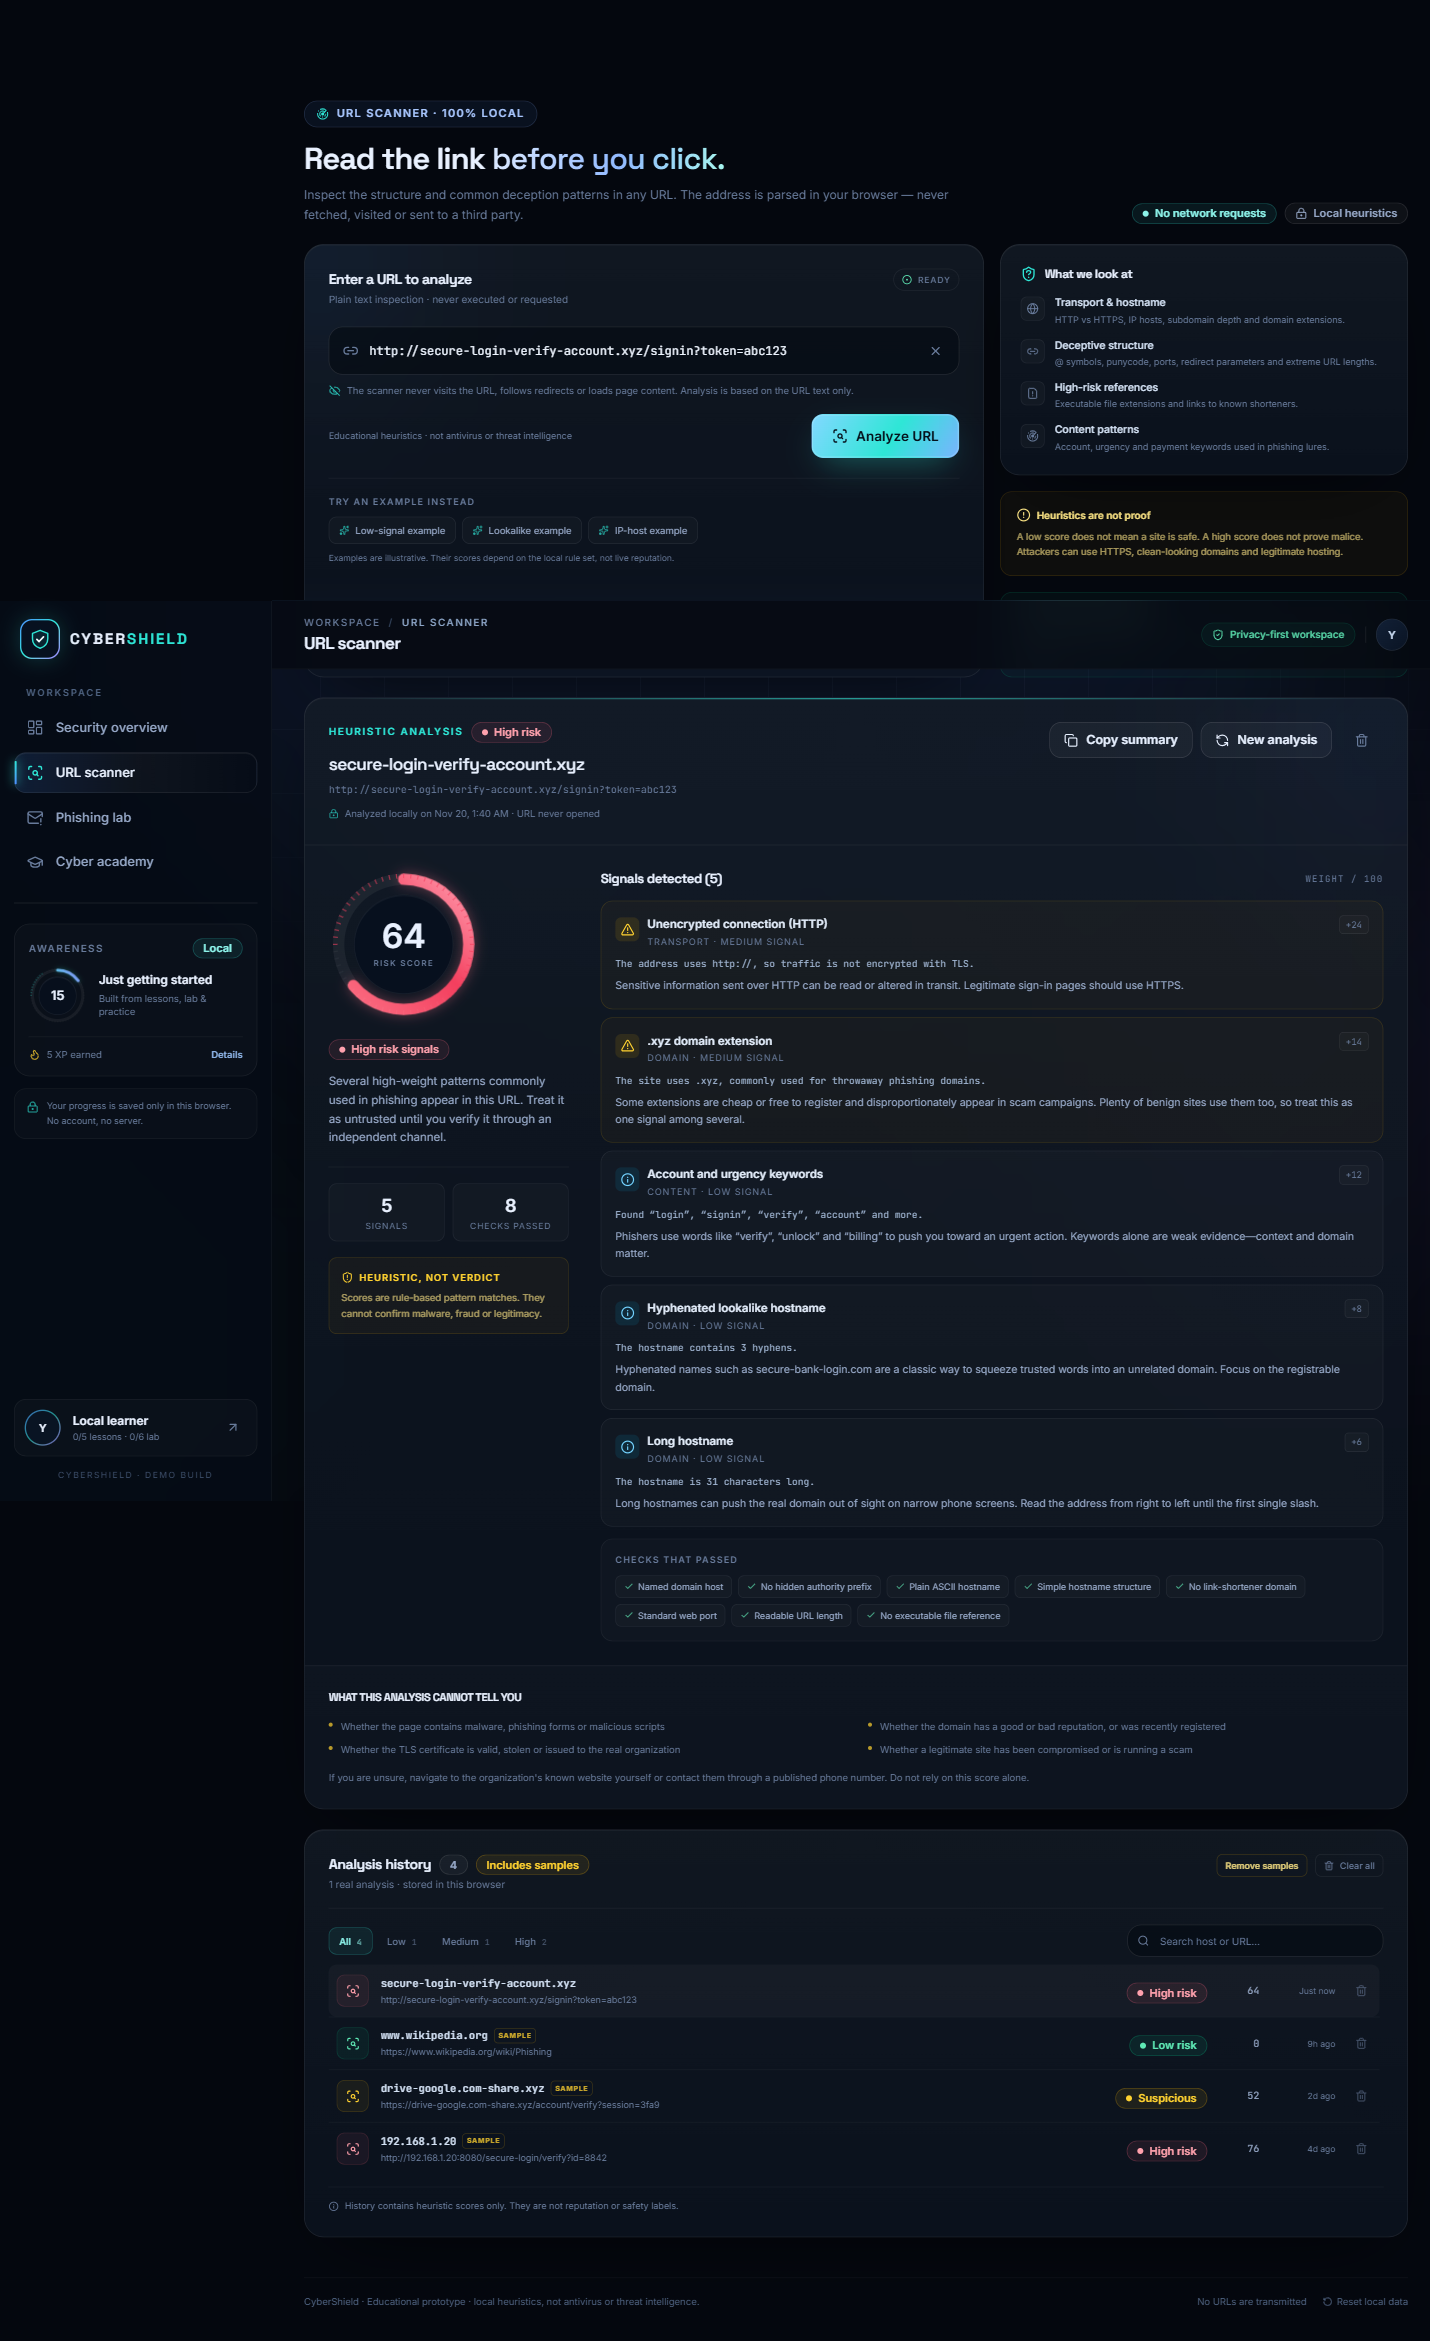 URL SCANNER · 100% LOCAL
Read the link before you click.
Inspect the structure and common deception patterns in any URL. The address is parsed in your browser — never
fetched, visited or sent to a third party.
No network requests
Local heuristics
Enter a URL to analyze
READY
Plain text inspection · never executed or requested
http://secure-login-verify-account.xyz/signin?token=abc123
The scanner never visits the URL, follows redirects or loads page content. Analysis is based on the URL text only.
Educational heuristics · not antivirus or threat intelligence
Analyze URL
TRY AN EXAMPLE INSTEAD
Low-signal example
Lookalike example
IP-host example
Examples are illustrative. Their scores depend on the local rule set, not live reputation.
What we look at
Transport & hostname
HTTP vs HTTPS, IP hosts, subdomain depth and domain extensions.
Deceptive structure
@ symbols, punycode, ports, redirect parameters and extreme URL lengths.
High-risk references
Executable file extensions and links to known shorteners.
Content patterns
Account, urgency and payment keywords used in phishing lures.
Heuristics are not proof
A low score does not mean a site is safe. A high score does not prove malice.
Attackers can use HTTPS, clean-looking domains and legitimate hosting.
CYBERSHIELD
WORKSPACE
Security overview
URL scanner
Phishing lab
Cyber academy
AWARENESS
Local
15
Just getting started
Built from lessons, lab &
practice
5 XP earned
Details
Your progress is saved only in this browser.
No account, no server.
Y
Local learner
0/5 lessons · 0/6 lab
CYBERSHIELD · DEMO BUILD
WORKSPACE / URL SCANNER
URL scanner
Privacy-first workspace
Y
HEURISTIC ANALYSIS
High risk
secure-login-verify-account.xyz
http://secure-login-verify-account.xyz/signin?token=abc123
Analyzed locally on Nov 20, 1:40 AM · URL never opened
Copy summary
New analysis
64
RISK SCORE
High risk signals
Several high-weight patterns commonly
used in phishing appear in this URL. Treat it
as untrusted until you verify it through an
independent channel.
5
SIGNALS
8
CHECKS PASSED
HEURISTIC, NOT VERDICT
Scores are rule-based pattern matches. They
cannot confirm malware, fraud or legitimacy.
Signals detected (5)
WEIGHT / 100
Unencrypted connection (HTTP)
+24
TRANSPORT · MEDIUM SIGNAL
The address uses http://, so traffic is not encrypted with TLS.
Sensitive information sent over HTTP can be read or altered in transit. Legitimate sign-in pages should use HTTPS.
.xyz domain extension
+14
DOMAIN · MEDIUM SIGNAL
The site uses .xyz, commonly used for throwaway phishing domains.
Some extensions are cheap or free to register and disproportionately appear in scam campaigns. Plenty of benign sites use them too, so treat this as
one signal among several.
Account and urgency keywords
+12
CONTENT · LOW SIGNAL
Found “login”, “signin”, “verify”, “account” and more.
Phishers use words like “verify”, “unlock” and “billing” to push you toward an urgent action. Keywords alone are weak evidence—context and domain
matter.
Hyphenated lookalike hostname
+8
DOMAIN · LOW SIGNAL
The hostname contains 3 hyphens.
Hyphenated names such as secure-bank-login.com are a classic way to squeeze trusted words into an unrelated domain. Focus on the registrable
domain.
Long hostname
+6
DOMAIN · LOW SIGNAL
The hostname is 31 characters long.
Long hostnames can push the real domain out of sight on narrow phone screens. Read the address from right to left until the first single slash.
CHECKS THAT PASSED
Named domain host
No hidden authority prefix
Plain ASCII hostname
Simple hostname structure
No link-shortener domain
Standard web port
Readable URL length
No executable file reference
WHAT THIS ANALYSIS CANNOT TELL YOU
Whether the page contains malware, phishing forms or malicious scripts
Whether the domain has a good or bad reputation, or was recently registered
Whether the TLS certificate is valid, stolen or issued to the real organization
Whether a legitimate site has been compromised or is running a scam
If you are unsure, navigate to the organization's known website yourself or contact them through a published phone number. Do not rely on this score alone.
Analysis history
4
Includes samples
1 real analysis · stored in this browser
Remove samples
Clear all
All 4
Low 1
Medium 1
High 2
Search host or URL...
secure-login-verify-account.xyz
http://secure-login-verify-account.xyz/signin?token=abc123
High risk
64
Just now
www.wikipedia.org
SAMPLE
https://www.wikipedia.org/wiki/Phishing
Low risk
0
9h ago
drive-google.com-share.xyz
SAMPLE
https://drive-google.com-share.xyz/account/verify?session=3fa9
Suspicious
52
2d ago
192.168.1.20
SAMPLE
http://192.168.1.20:8080/secure-login/verify?id=8842
High risk
76
4d ago
History contains heuristic scores only. They are not reputation or safety labels.
CyberShield · Educational prototype · local heuristics, not antivirus or threat intelligence.
No URLs are transmitted
Reset local data